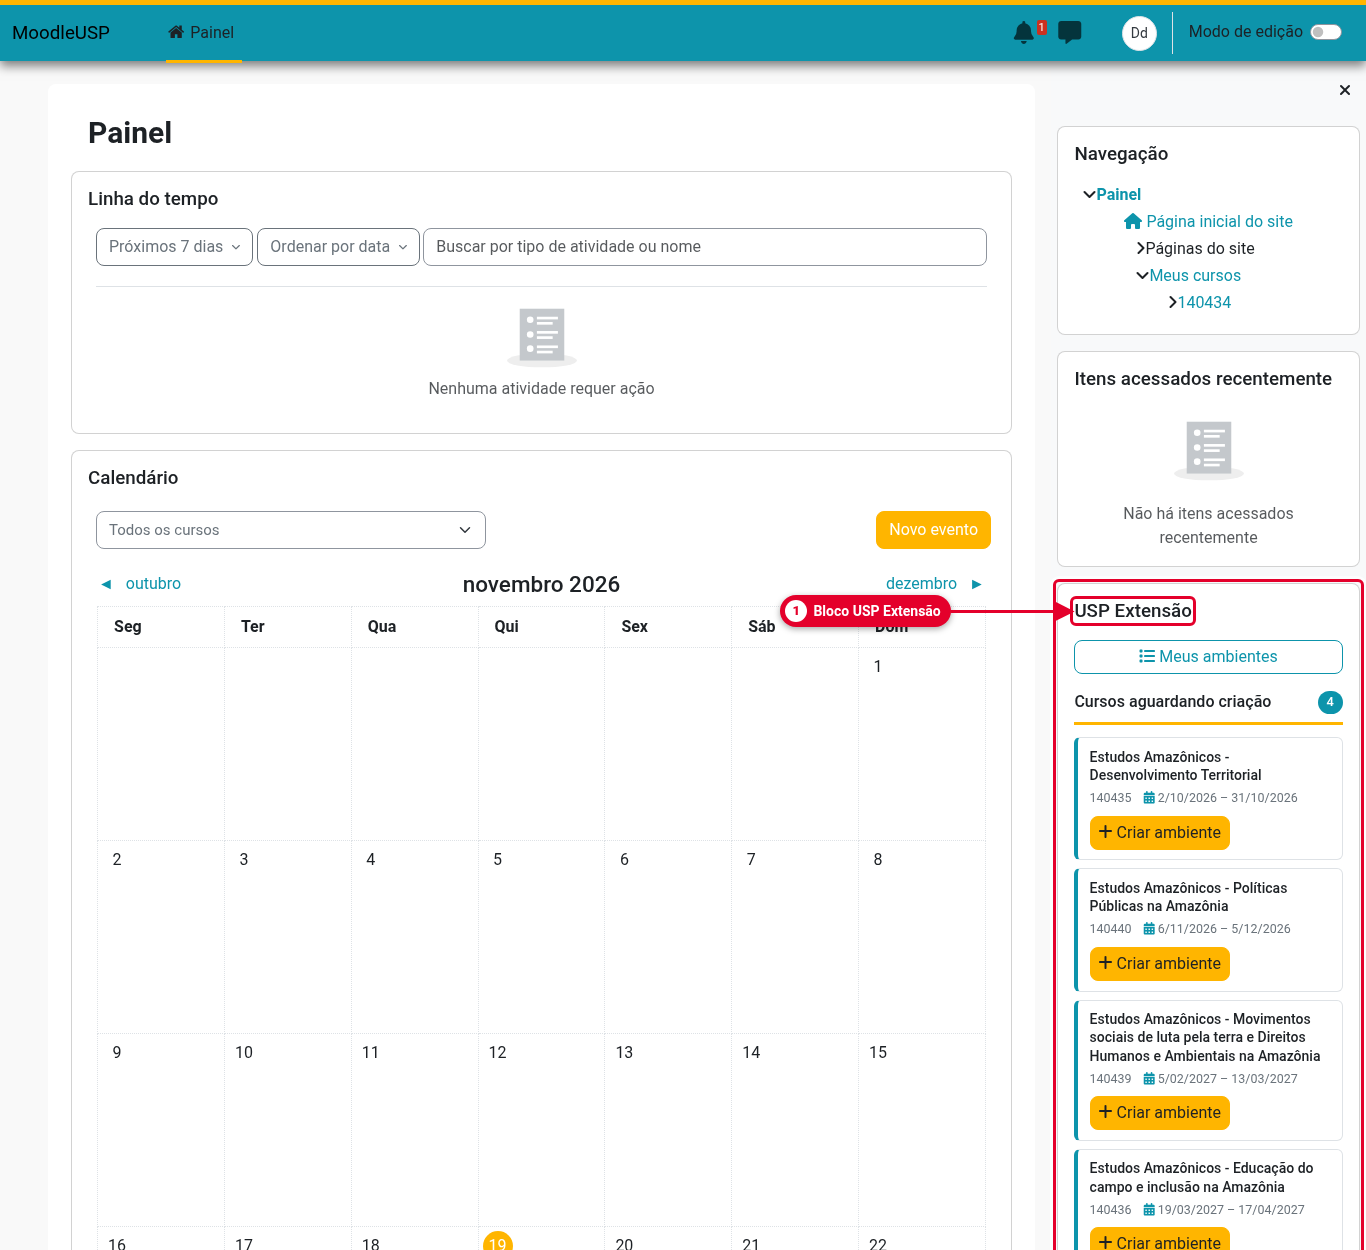 MoodleUSP
Painel
1
Dd
Modo de edição
Painel
Linha do tempo
Próximos 7 dias
Ordenar por data
Buscar por tipo de atividade ou nome
Nenhuma atividade requer ação
Calendário
Todos os cursos
Novo evento
◄ outubro
novembro 2026
dezembro ►
1 Bloco USP Extensão
Seg Ter Qua Qui Sex Sáb Dom
1
2 3 4 5 6 7 8
9 10 11 12 13 14 15
16 17 18 19 20 21 22
Navegação
Painel
Página inicial do site
Páginas do site
Meus cursos
140434
Itens acessados recentemente
Não há itens acessados
recentemente
USP Extensão
Meus ambientes
Cursos aguardando criação 4
Estudos Amazônicos -
Desenvolvimento Territorial
140435 2/10/2026 – 31/10/2026
+ Criar ambiente
Estudos Amazônicos - Políticas
Públicas na Amazônia
140440 6/11/2026 – 5/12/2026
+ Criar ambiente
Estudos Amazônicos - Movimentos
sociais de luta pela terra e Direitos
Humanos e Ambientais na Amazônia
140439 5/02/2027 – 13/03/2027
+ Criar ambiente
Estudos Amazônicos - Educação do
campo e inclusão na Amazônia
140436 19/03/2027 – 17/04/2027
+ Criar ambiente